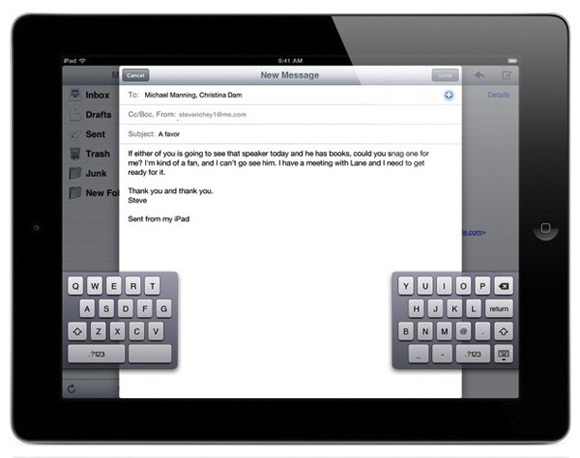 iPad 9:41 AM
M Cancel New Message Send
Inbox To: Michael Manning, Christina Dam Details
Drafts Cc/Bcc, From: steverichey1@me.com
Sent Subject: A favor
Trash If either of you is going to see that speaker today and he has books, could you snag one for
Junk me? I'm kind of a fan, and I can't go see him. I have a meeting with Lane and I need to get
New Fol ready for it.
Thank you and thank you.
Steve
Sent from my iPad
le.com>
Q W E R T Y U I O P
A S D F G H J K L return
Z X C V B N M @ .
.?123 _ - .?123